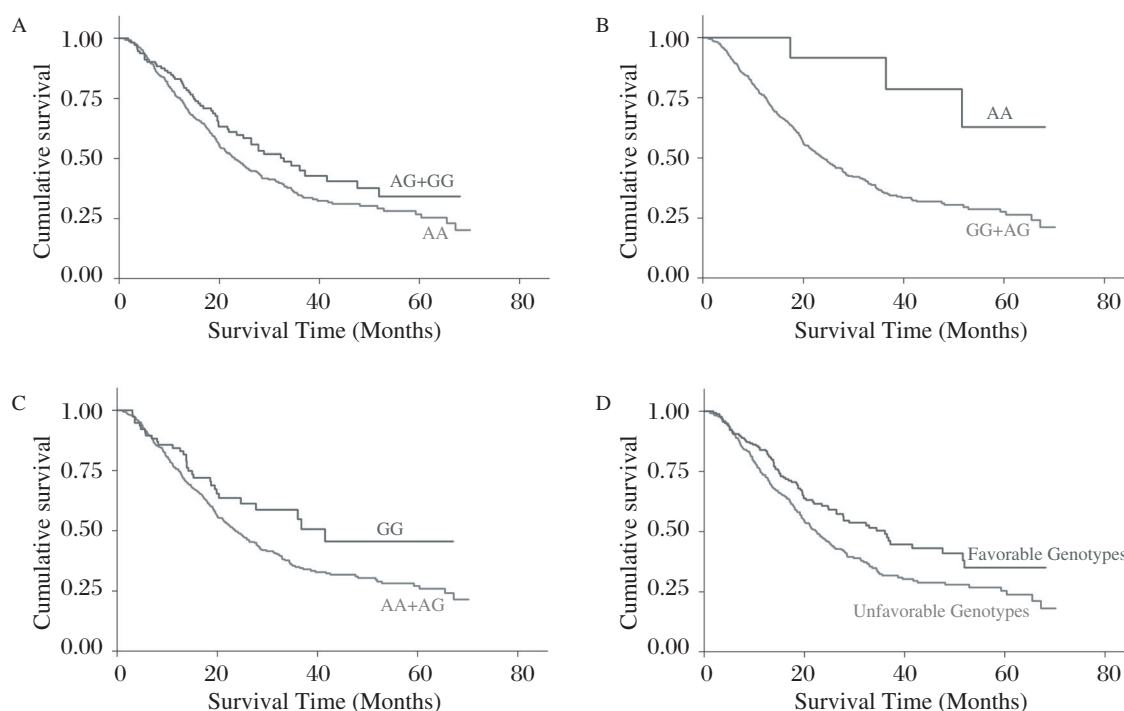 A
Cumulative survival
1.00
0.75
0.50
0.25
0.00
AG+GG
AA
0 20 40 60 80
Survival Time (Months)
B
Cumulative survival
1.00
0.75
0.50
0.25
0.00
AA
GG+AG
0 20 40 60 80
Survival Time (Months)
C
Cumulative survival
1.00
0.75
0.50
0.25
0.00
GG
AA+AG
0 20 40 60 80
Survival Time (Months)
D
Cumulative survival
1.00
0.75
0.50
0.25
0.00
Favorable Genotypes
Unfavorable Genotypes
0 20 40 60 80
Survival Time (Months)